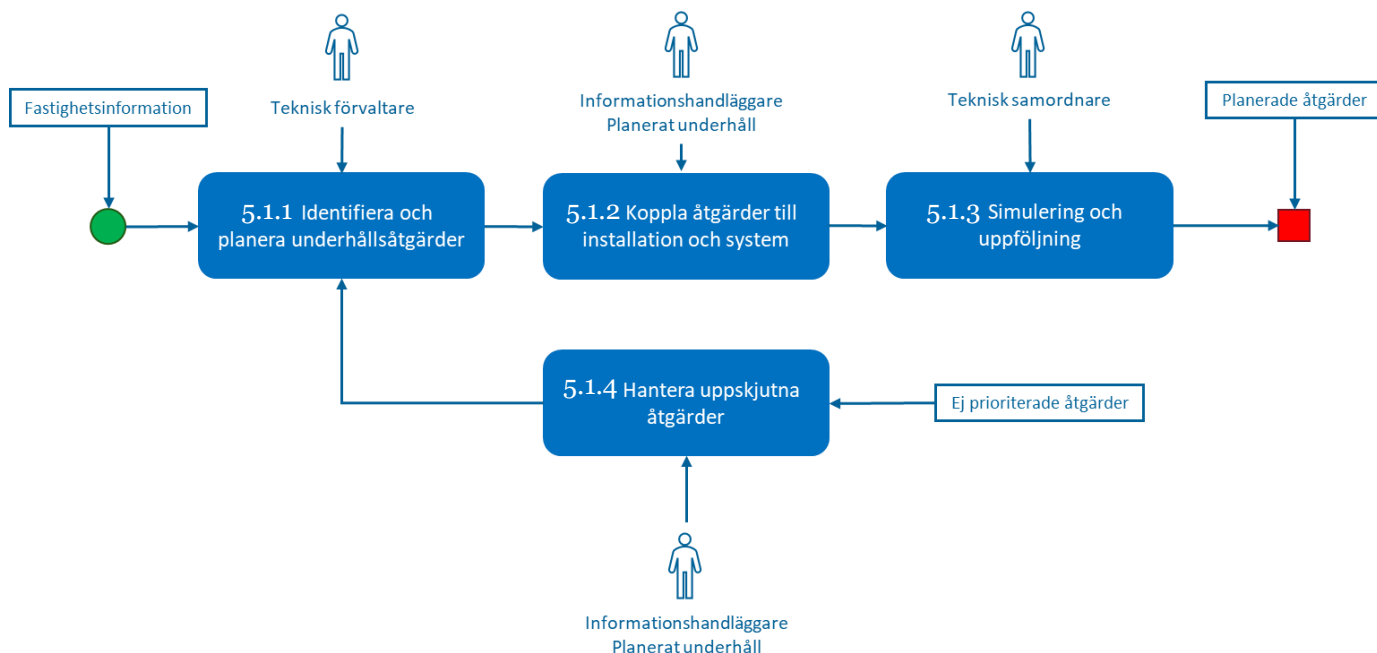 Teknisk förvaltare
Informationshandläggare
Planerat underhåll
Teknisk samordnare
Fastighetsinformation
Planerade åtgärder
5.1.1 Identifiera och
planera underhållsåtgärder
5.1.2 Koppla åtgärder till
installation och system
5.1.3 Simulering och
uppföljning
5.1.4 Hantera uppskjutna
åtgärder
Ej prioriterade åtgärder
Informationshandläggare
Planerat underhåll